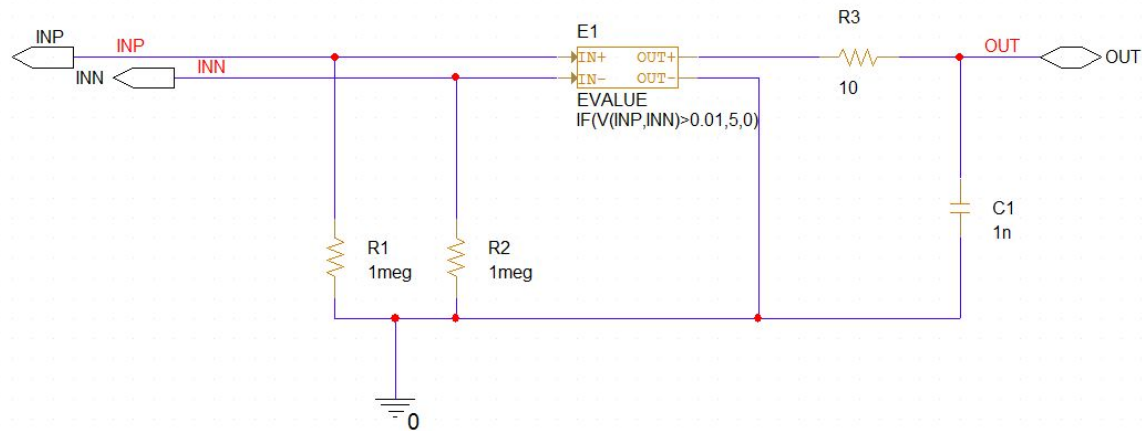 INP
INP
INN
INN
E1
IN+ OUT+
IN- OUT-
EVALUE
IF(V(INP,INN)>0.01,5,0)
R3
10
OUT
OUT
R1
1meg
R2
1meg
C1
1n
0